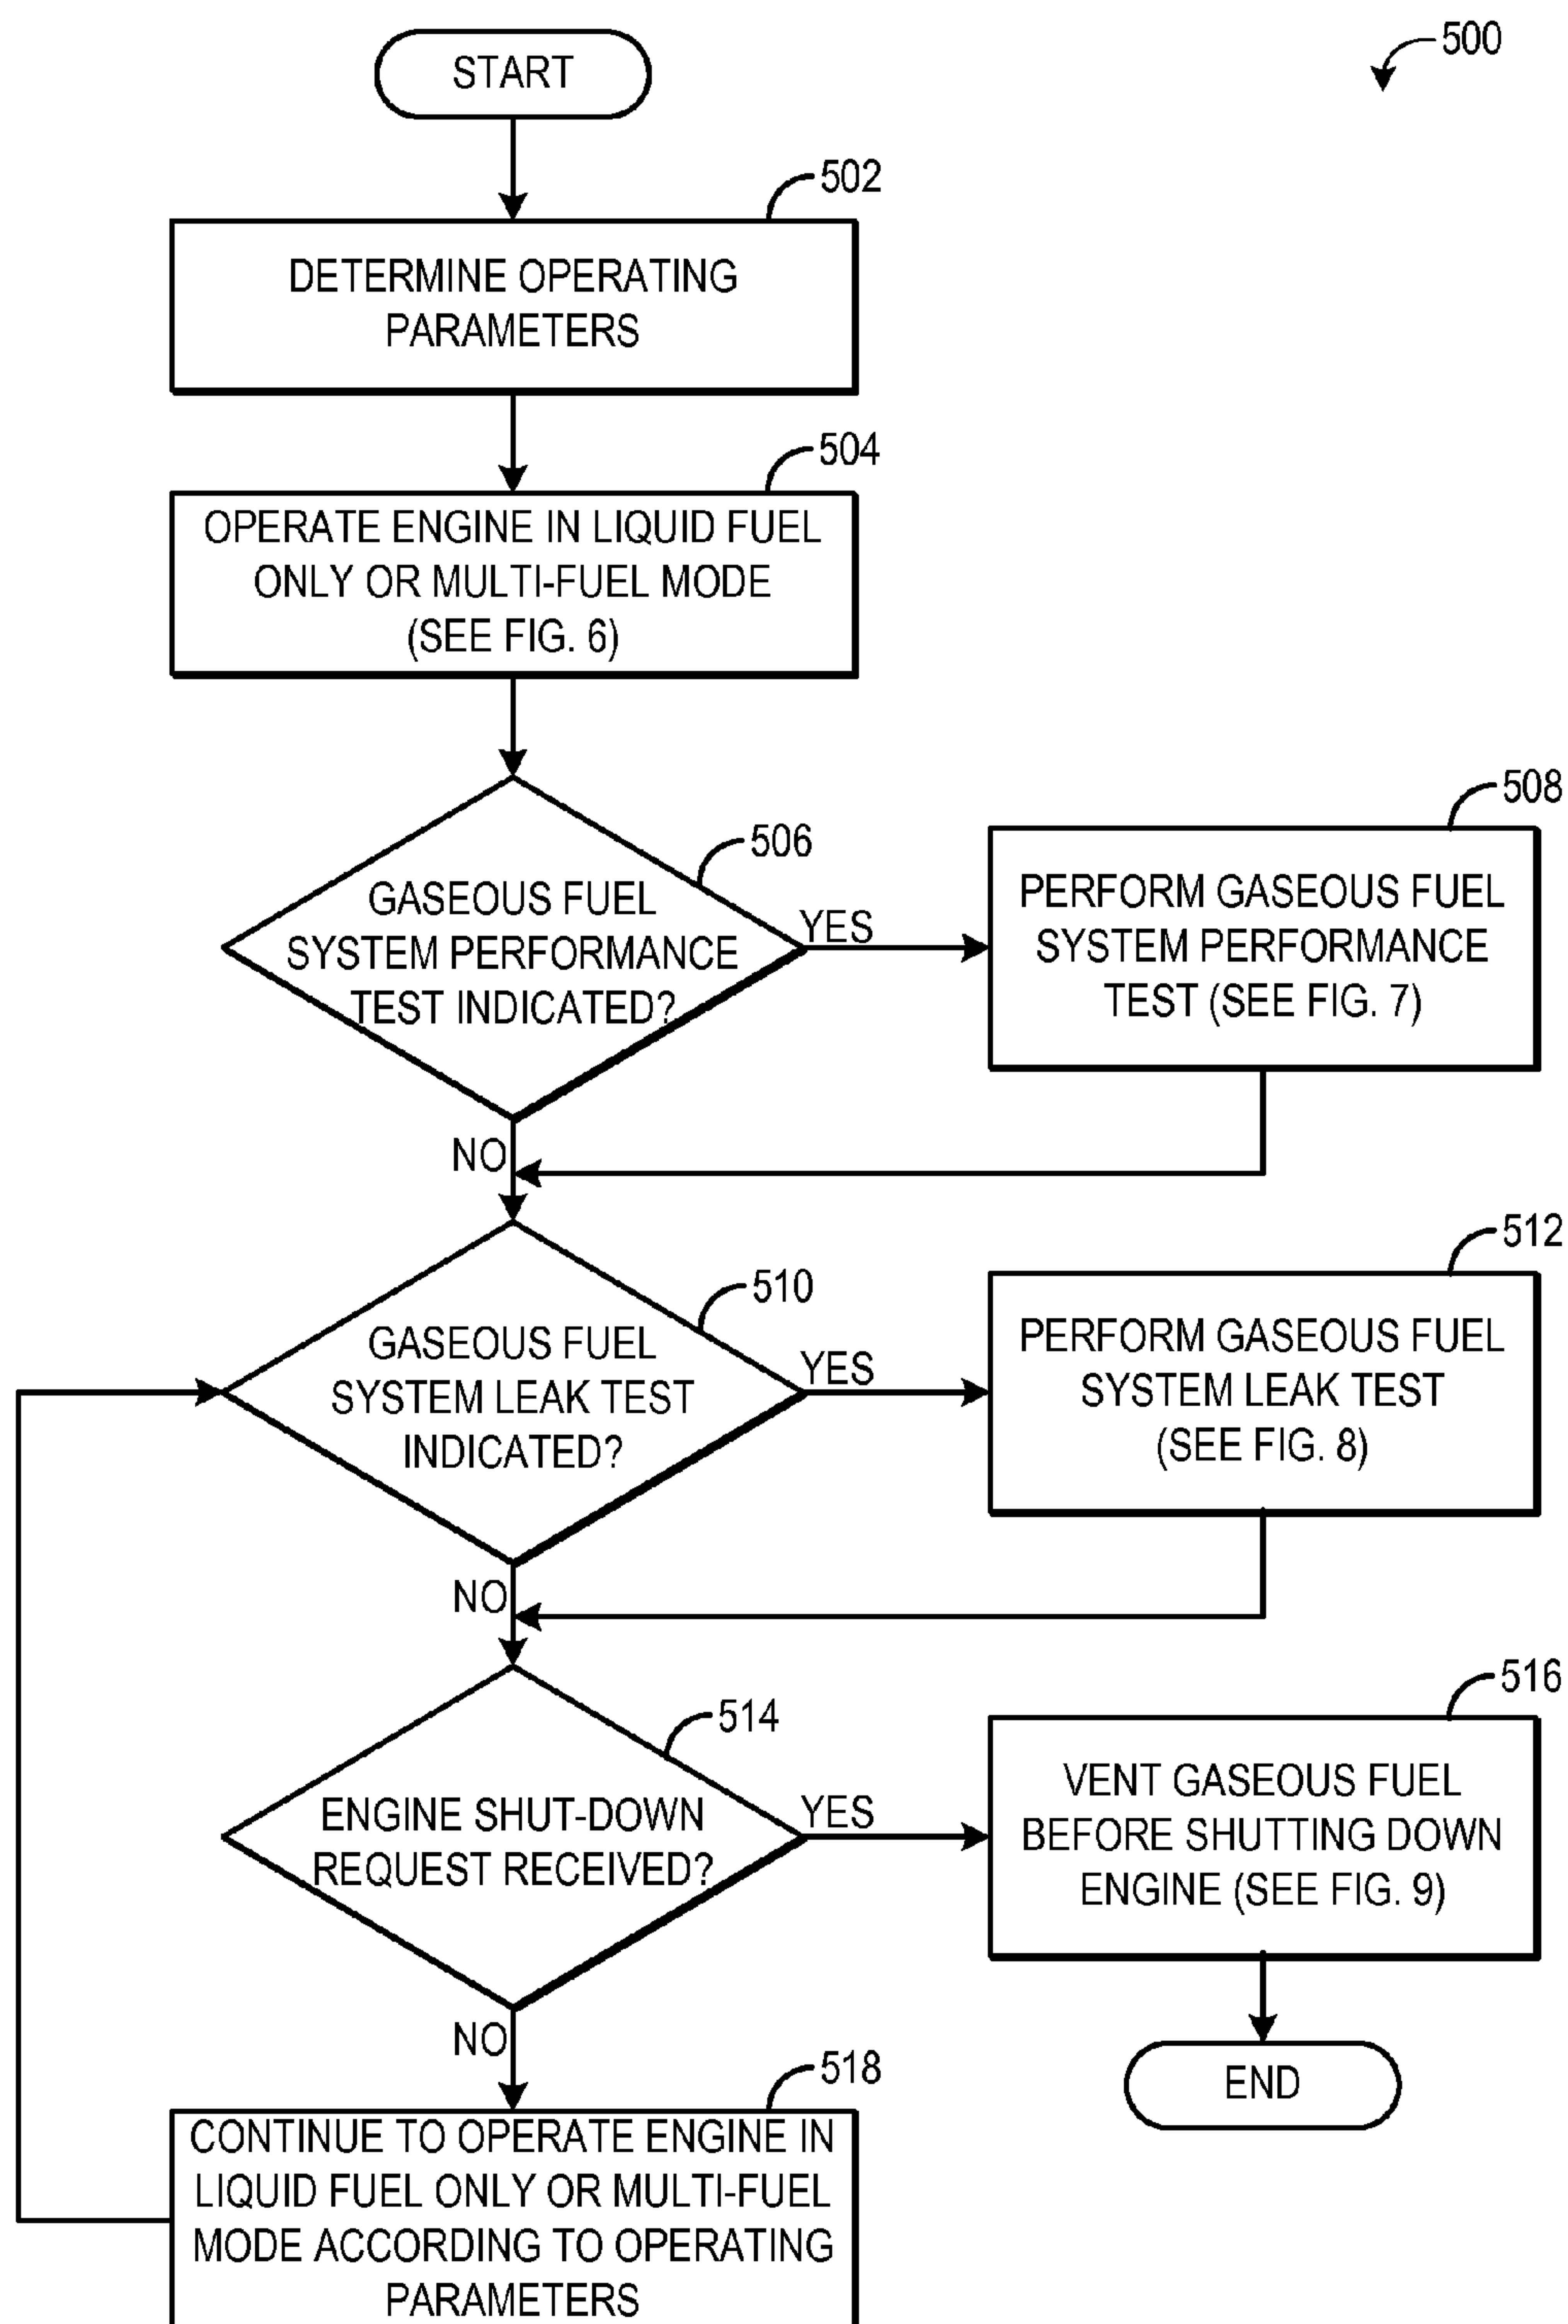 START
500
502
DETERMINE OPERATING
PARAMETERS
504
OPERATE ENGINE IN LIQUID FUEL
ONLY OR MULTI-FUEL MODE
(SEE FIG. 6)
506
GASEOUS FUEL
SYSTEM PERFORMANCE
TEST INDICATED?
YES
508
PERFORM GASEOUS FUEL
SYSTEM PERFORMANCE
TEST (SEE FIG. 7)
NO
510
GASEOUS FUEL
SYSTEM LEAK TEST
INDICATED?
YES
512
PERFORM GASEOUS FUEL
SYSTEM LEAK TEST
(SEE FIG. 8)
NO
514
ENGINE SHUT-DOWN
REQUEST RECEIVED?
YES
516
VENT GASEOUS FUEL
BEFORE SHUTTING DOWN
ENGINE (SEE FIG. 9)
NO
END
518
CONTINUE TO OPERATE ENGINE IN
LIQUID FUEL ONLY OR MULTI-FUEL
MODE ACCORDING TO OPERATING
PARAMETERS